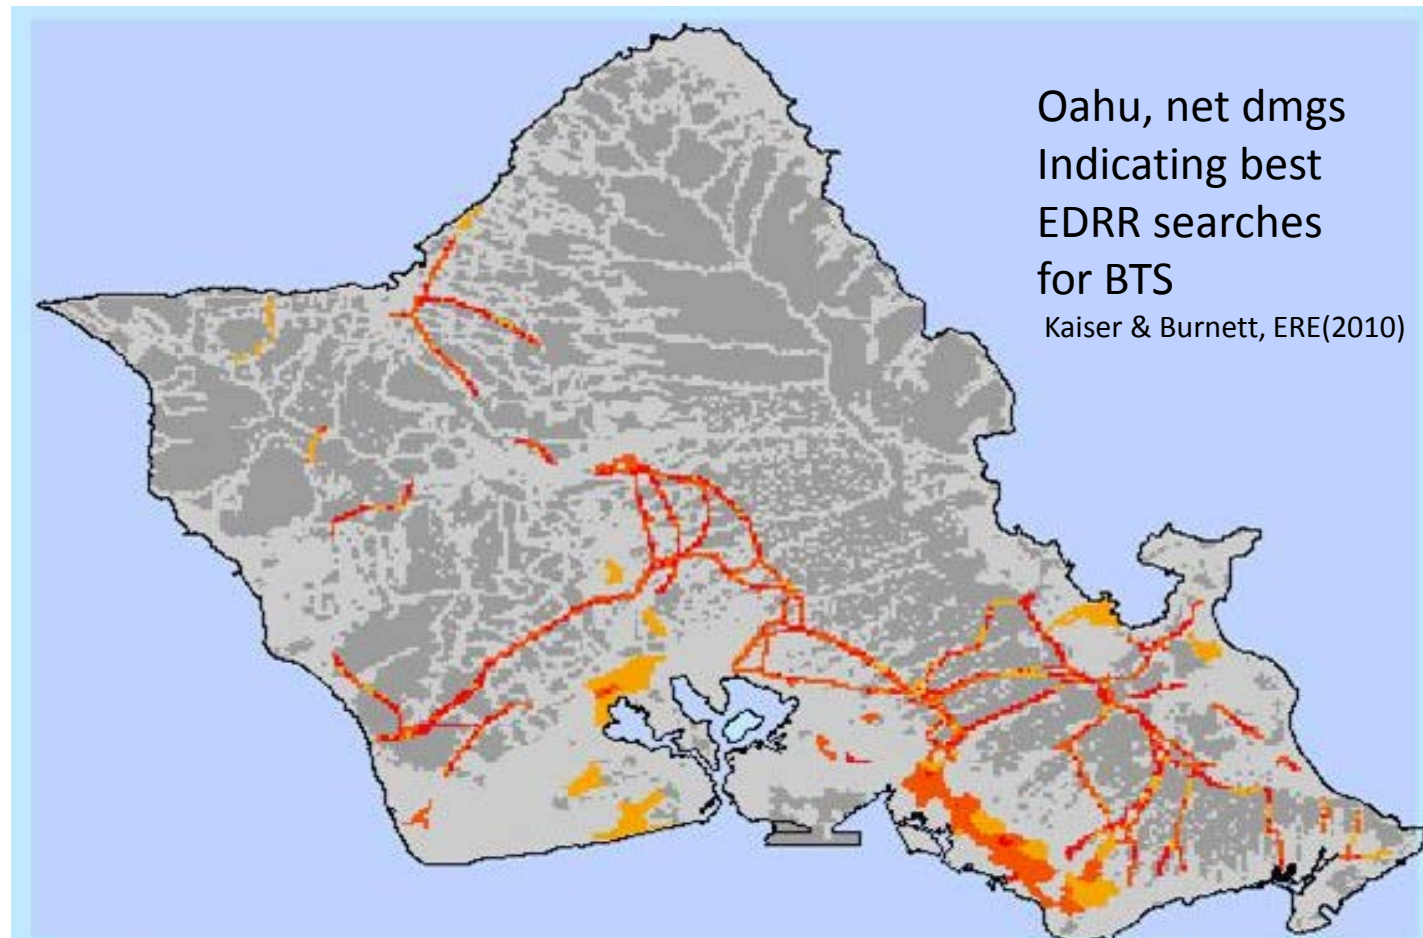 Oahu, net dmgs
Indicating best
EDRR searches
for BTS
Kaiser & Burnett, ERE(2010)